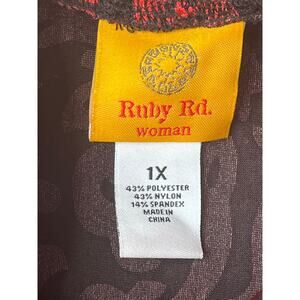 Ruby Rd.
woman
1X
43% POLYESTER
43% NYLON
14% SPANDEX
MADE IN
CHINA